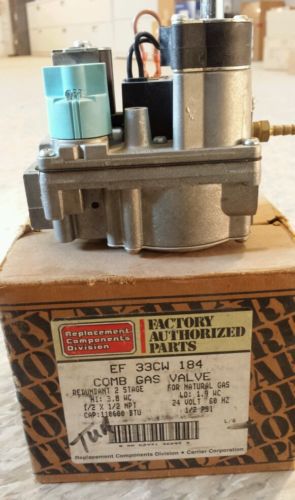 Replacement
Components
Division
FACTORY
AUTHORIZED
PARTS
EF 33CW 184
COMB GAS VALVE
REDUNDANT 2 STAGE FOR NATURAL GAS
HI: 3.8 WC LO: 1.9 WC
1/2 X 1/2 NPT 24 VOLT 60 HZ
CAP:110600 BTU 1/2 PSI
Replacement Components Division • Carrier Corporation